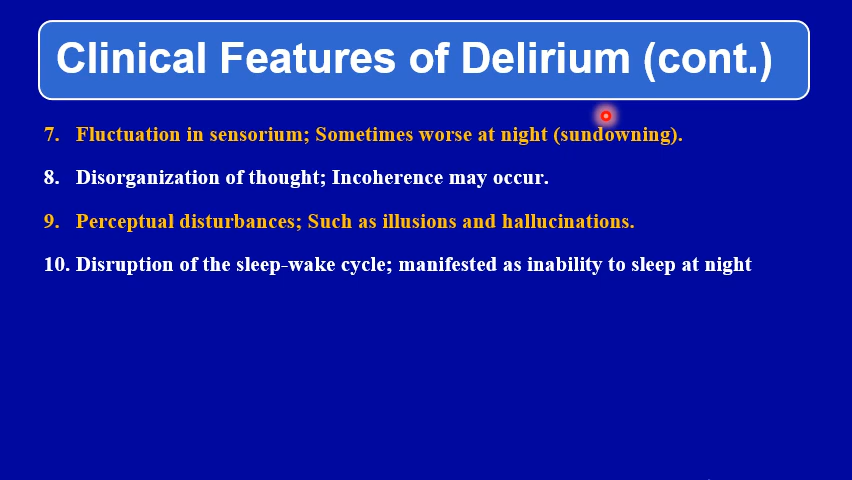 Clinical Features of Delirium (cont.)
7. Fluctuation in sensorium; Sometimes worse at night (sundowning).
8. Disorganization of thought; Incoherence may occur.
9. Perceptual disturbances; Such as illusions and hallucinations.
10. Disruption of the sleep-wake cycle; manifested as inability to sleep at night